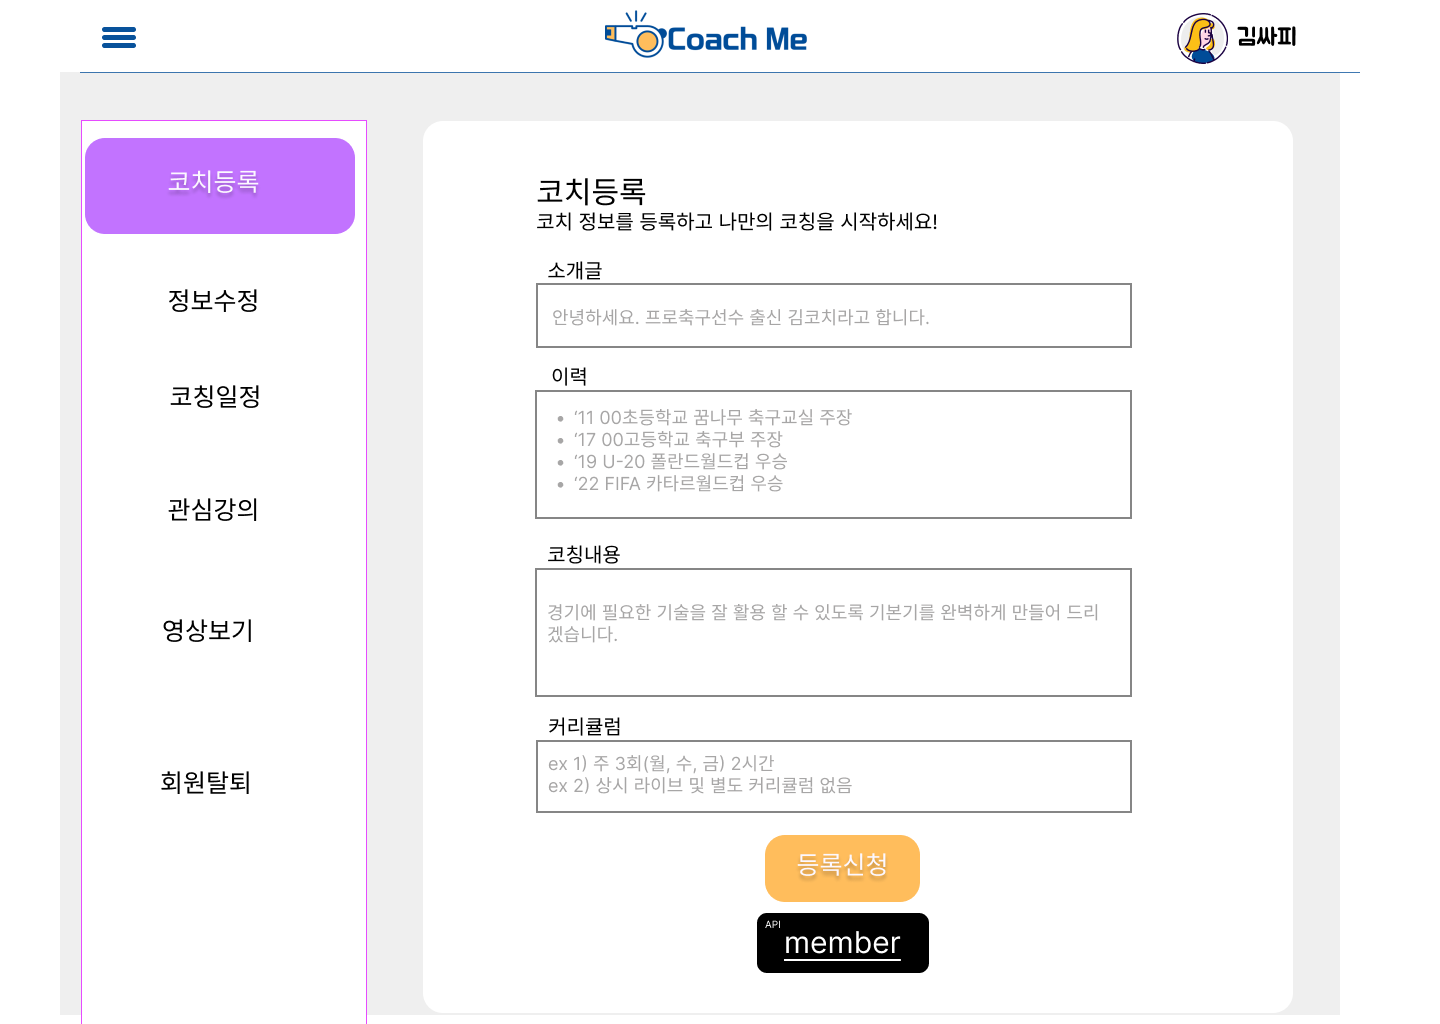 Coach Me
김싸피
코치등록
정보수정
코칭일정
관심강의
영상보기
회원탈퇴
코치등록
코치 정보를 등록하고 나만의 코칭을 시작하세요!
소개글
안녕하세요. 프로축구선수 출신 김코치라고 합니다.
이력
• ‘11 00초등학교 꿈나무 축구교실 주장
• ‘17 00고등학교 축구부 주장
• ‘19 U-20 폴란드월드컵 우승
• ‘22 FIFA 카타르월드컵 우승
코칭내용
경기에 필요한 기술을 잘 활용 할 수 있도록 기본기를 완벽하게 만들어 드리
겠습니다.
커리큘럼
ex 1) 주 3회(월, 수, 금) 2시간
ex 2) 상시 라이브 및 별도 커리큘럼 없음
등록신청
API
member